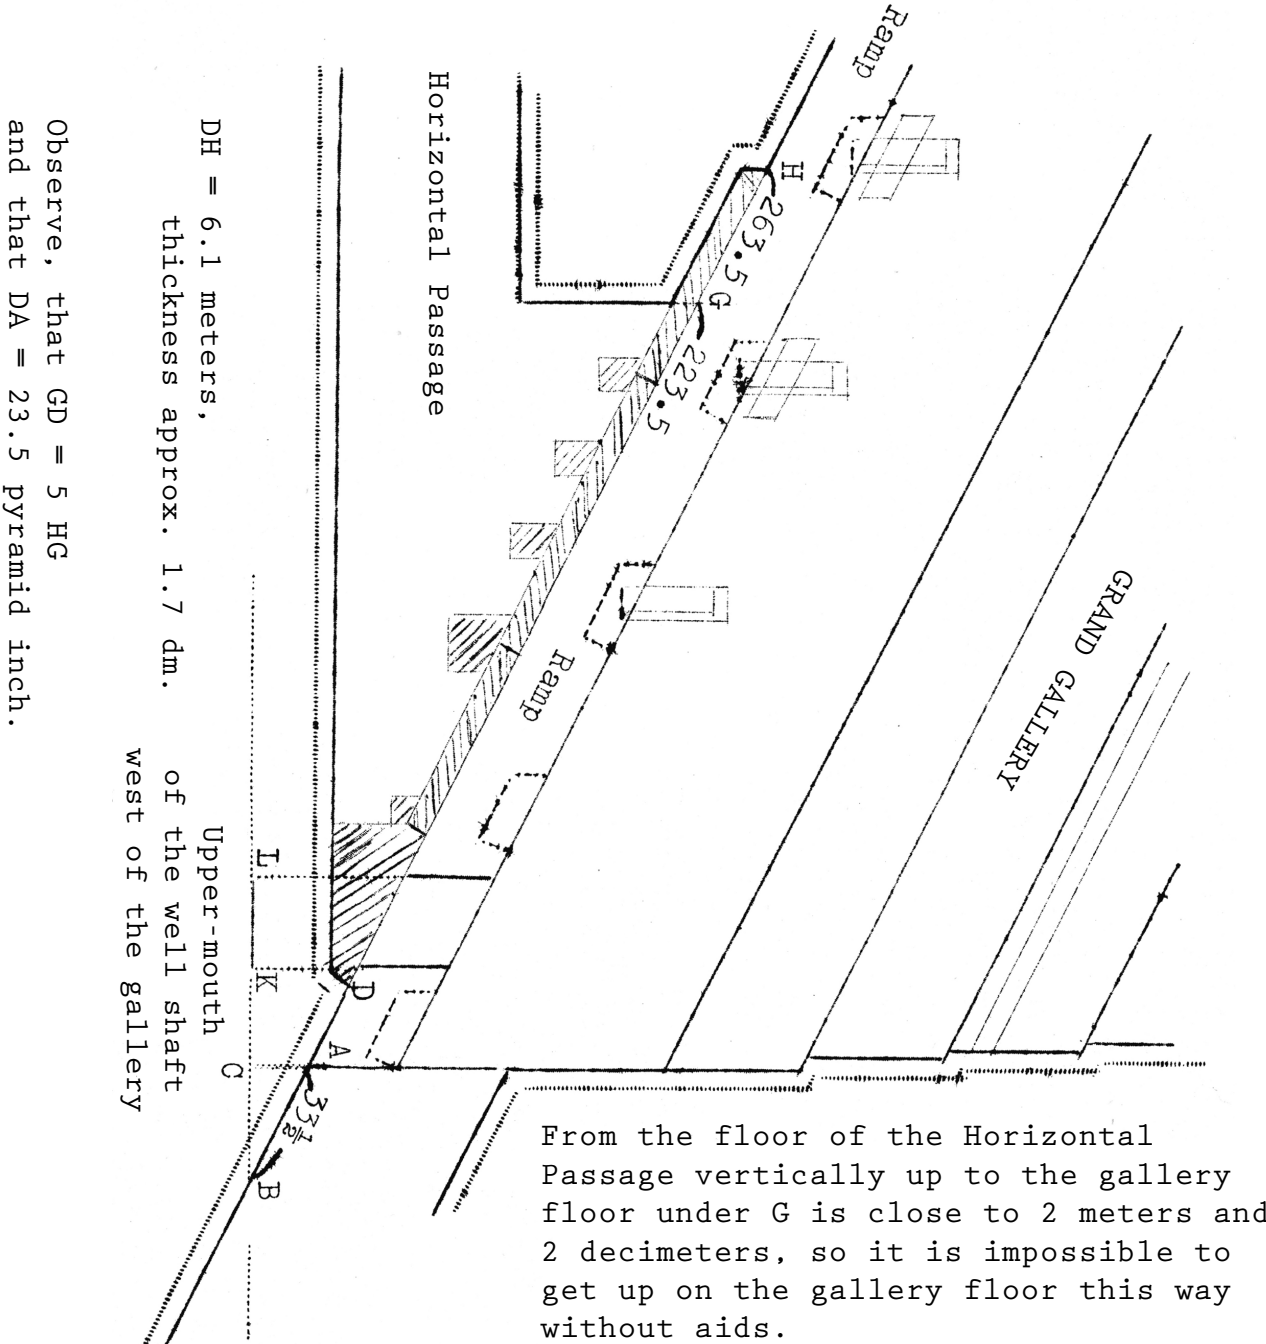 Ramp
H
263.5
G
223.5
Horizontal Passage
GRAND GALLERY
Ramp
DH = 6.1 meters,
thickness approx. 1.7 dm.
Observe, that GD = 5 HG
and that DA = 23.5 pyramid inch.
Upper-mouth
of the well shaft
west of the gallery
L
K
D
A
C
33½
B
From the floor of the Horizontal
Passage vertically up to the gallery
floor under G is close to 2 meters and
2 decimeters, so it is impossible to
get up on the gallery floor this way
without aids.